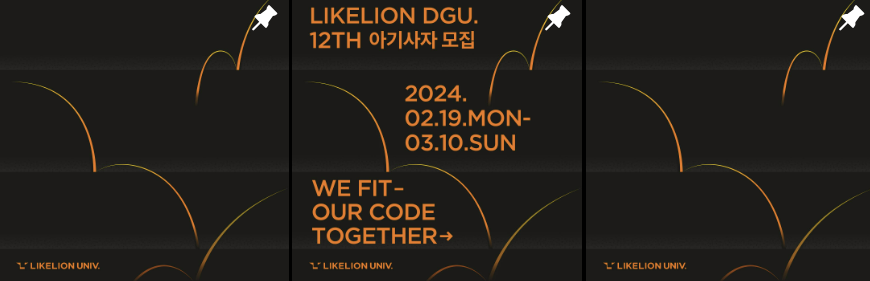 LIKELION UNIV.
LIKELION DGU.
12TH 아기사자 모집
2024.
02.19.MON-
03.10.SUN
WE FIT-
OUR CODE
TOGETHER→
LIKELION UNIV.
LIKELION UNIV.